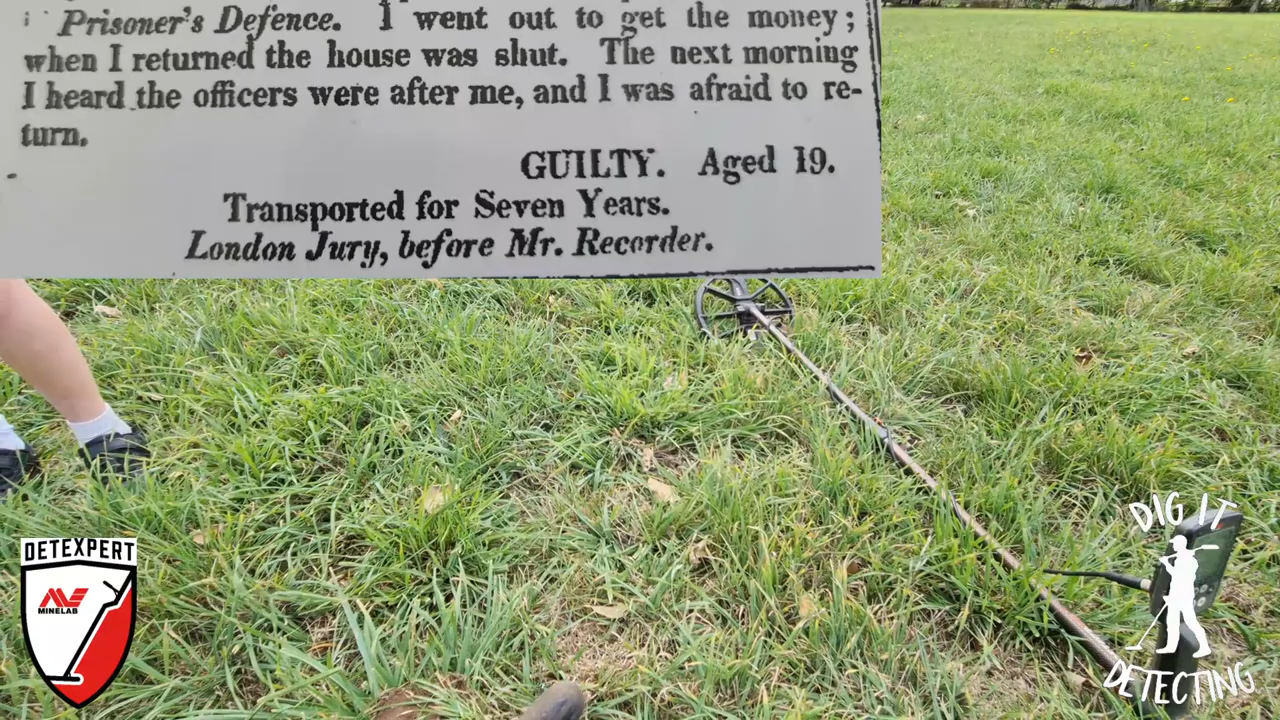 Prisoner's Defence. I went out to get the money;
when I returned the house was shut. The next morning
I heard the officers were after me, and I was afraid to re-
turn.
GUILTY. Aged 19.
Transported for Seven Years.
London Jury, before Mr. Recorder.
DETEXPERT
MINELAB
DIG IT
DETECTING